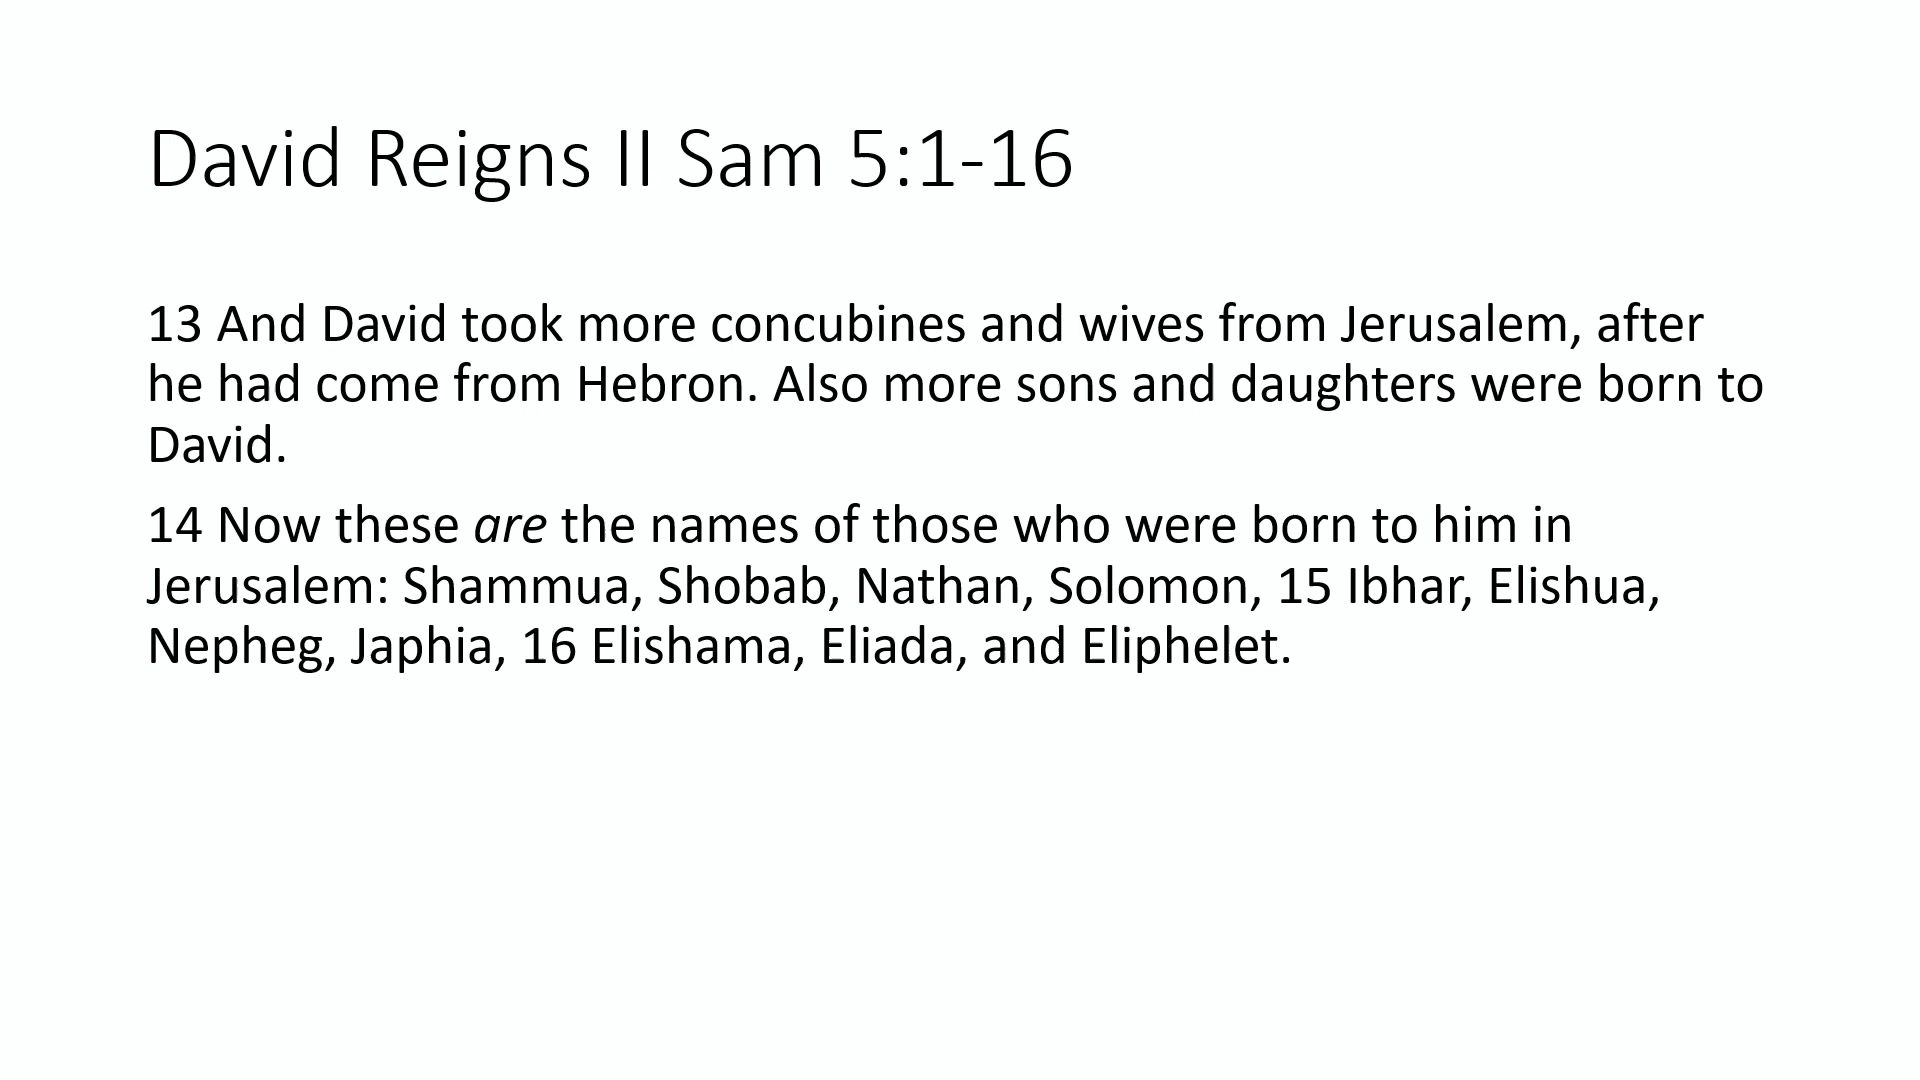 David Reigns II Sam 5:1-16
13 And David took more concubines and wives from Jerusalem, after
he had come from Hebron. Also more sons and daughters were born to
David.
14 Now these are the names of those who were born to him in
Jerusalem: Shammua, Shobab, Nathan, Solomon, 15 Ibhar, Elishua,
Nepheg, Japhia, 16 Elishama, Eliada, and Eliphelet.